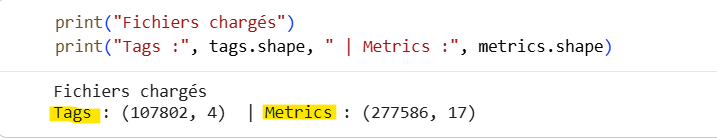 print("Fichiers chargés")
print("Tags :", tags.shape, " | Metrics :", metrics.shape)
Fichiers chargés
Tags : (107802, 4)  | Metrics : (277586, 17)